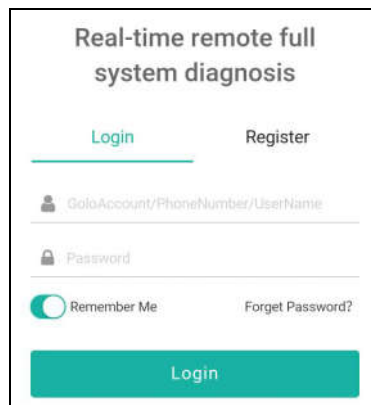 Real-time remote full
system diagnosis
Login Register
GoloAccount/PhoneNumber/UserName
Password
Remember Me Forget Password?
Login